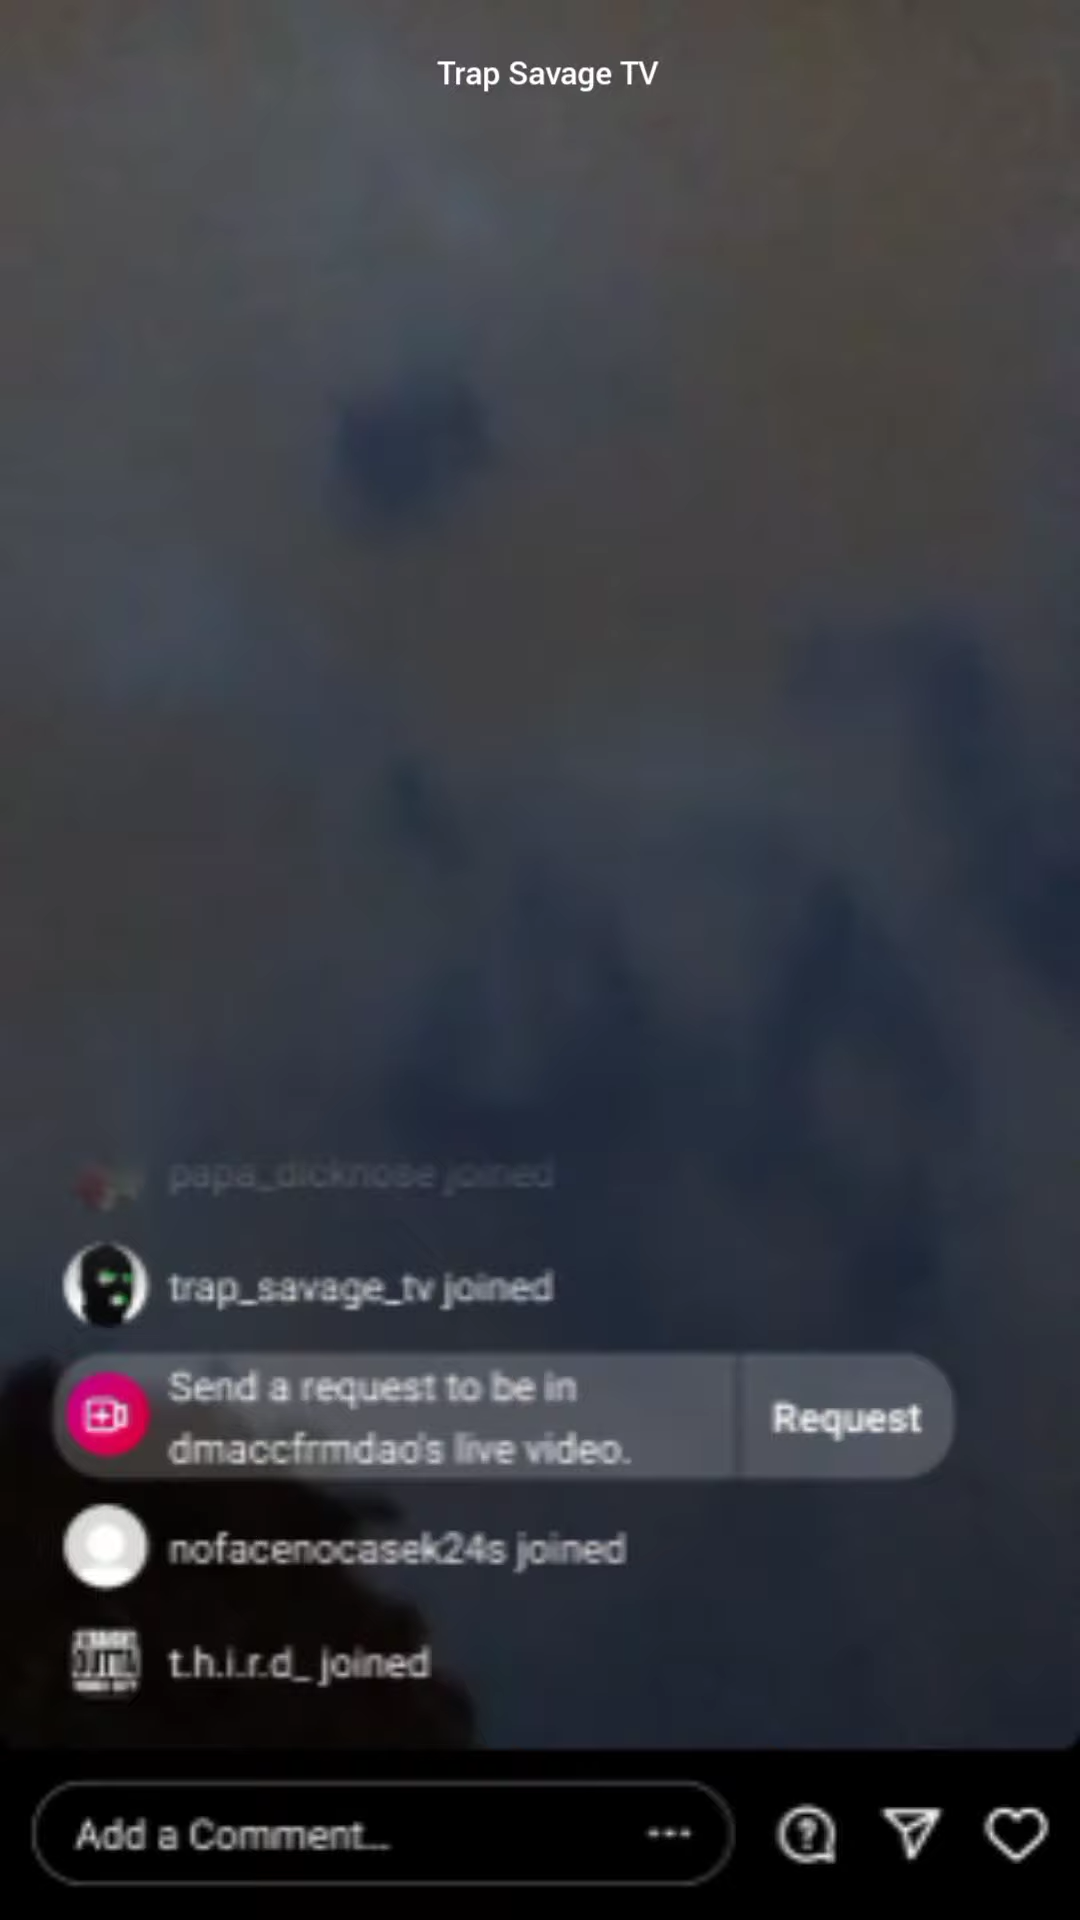 Trap Savage TV
papa_dicknose joined
trap_savage_tv joined
Send a request to be in
dmaccfrmdao's live video.
Request
nofacenocasek24s joined
OUTTA
t.h.i.r.d_ joined
Add a Comment...